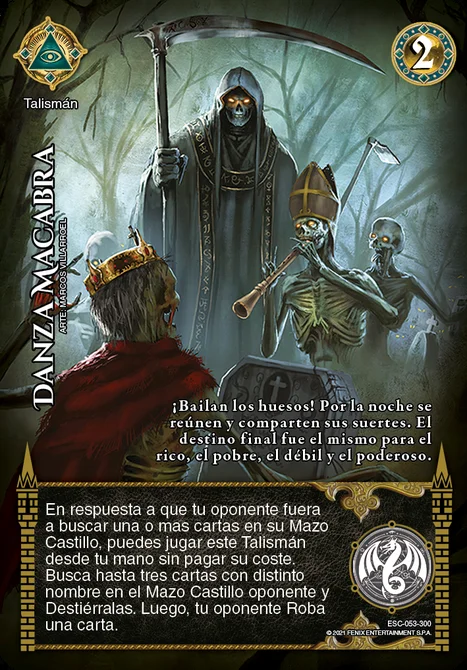 2
Talismán
DANZA MACABRA
ARTE: MARCOS VILLARROEL
¡Bailan los huesos! Por la noche se
reúnen y comparten sus suertes. El
destino final fue el mismo para el
rico, el pobre, el débil y el poderoso.
En respuesta a que tu oponente fuera
a buscar una o mas cartas en su Mazo
Castillo, puedes jugar este Talismán
desde tu mano sin pagar su coste.
Busca hasta tres cartas con distinto
nombre en el Mazo Castillo oponente y
Destiérralas. Luego, tu oponente Roba
una carta.
ESC-053-300
© 2021 FENIX ENTERTAINMENT S.P.A.